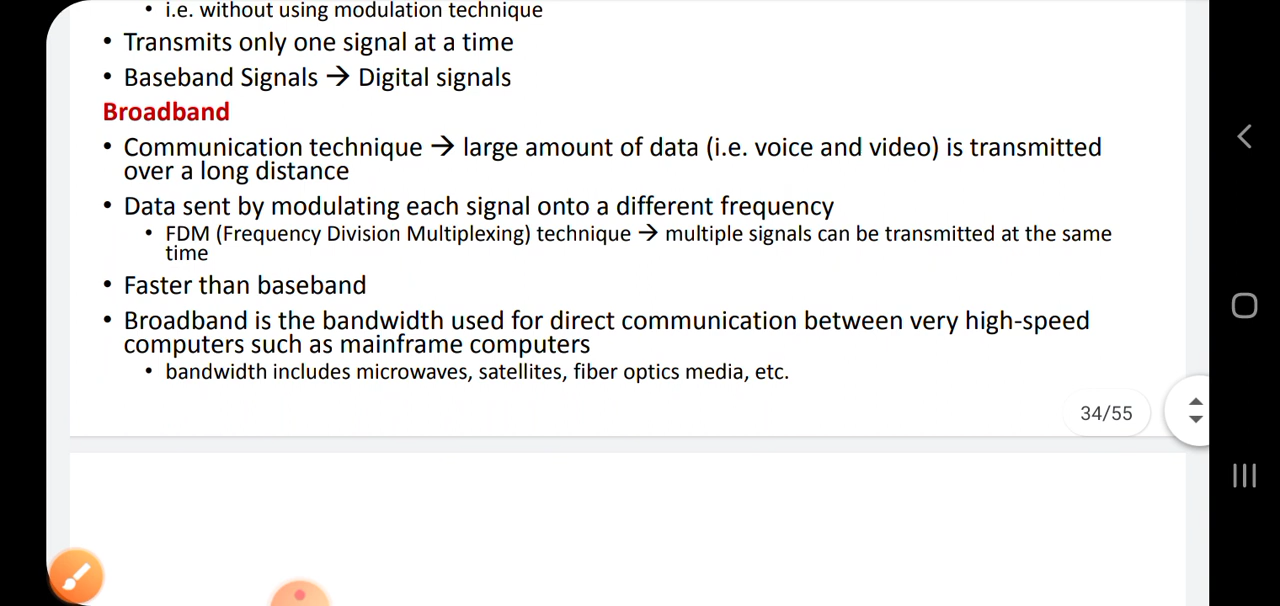 • i.e. without using modulation technique
• Transmits only one signal at a time
• Baseband Signals → Digital signals
Broadband
• Communication technique → large amount of data (i.e. voice and video) is transmitted
over a long distance
• Data sent by modulating each signal onto a different frequency
• FDM (Frequency Division Multiplexing) technique → multiple signals can be transmitted at the same
time
• Faster than baseband
• Broadband is the bandwidth used for direct communication between very high-speed
computers such as mainframe computers
• bandwidth includes microwaves, satellites, fiber optics media, etc.
34/55